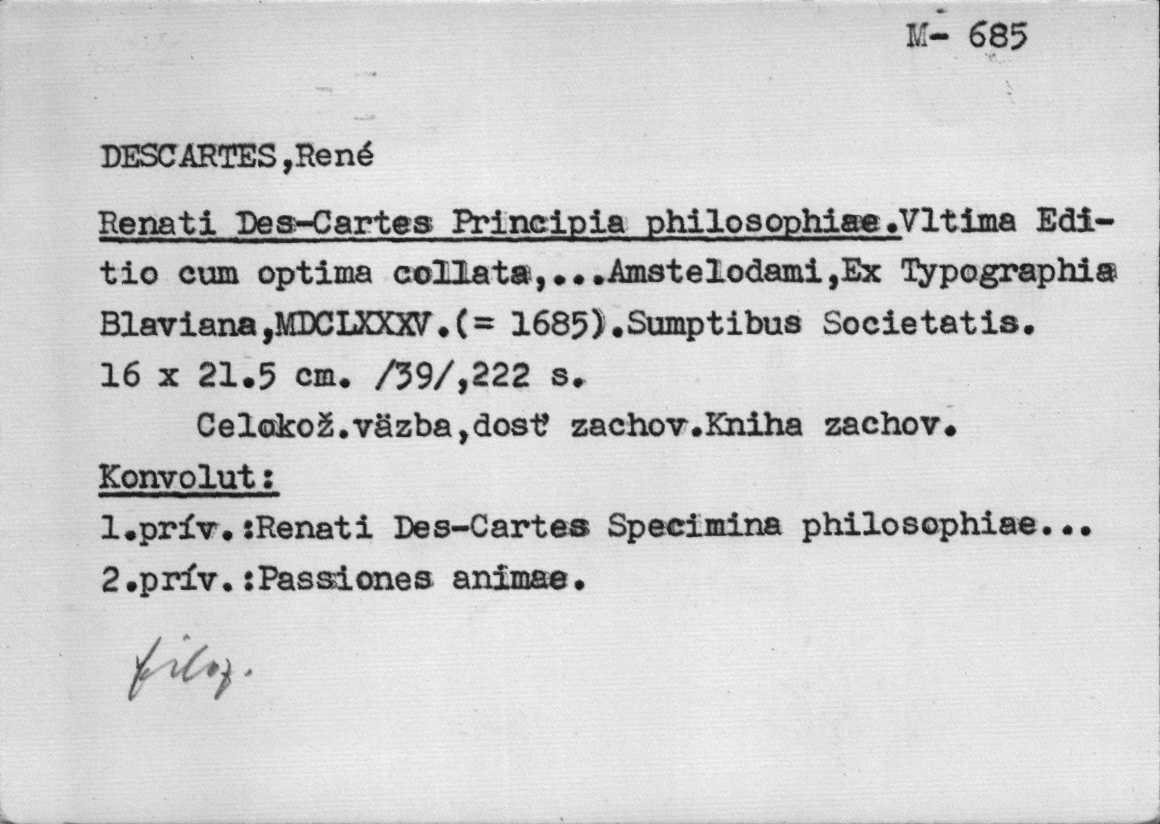 M- 685
DESCARTES,René
Renati Des-Cartes Principia philosophiae.Vltima Edi-
tio cum optima collata,...Amstelodami,Ex Typographia
Blaviana,MDCLXXXV.(= 1685).Sumptibus Societatis.
16 x 21.5 cm. /39/,222 s.
Celokož.väzba,dosť zachov.Kniha zachov.
Konvolut:
1.prív.:Renati Des-Cartes Specimina philosophiae...
2.prív.:Passiones animae.
filoz.